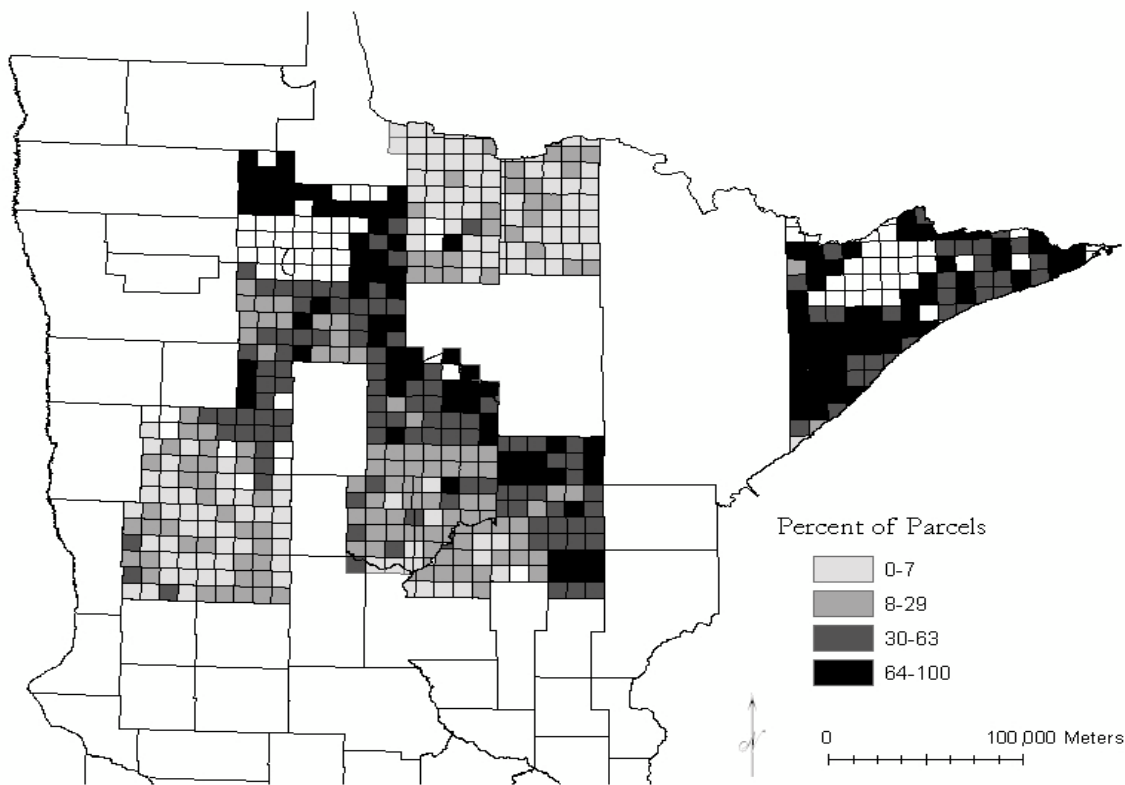 Percent of Parcels
0-7
8-29
30-63
64-100
N
0 100,000 Meters